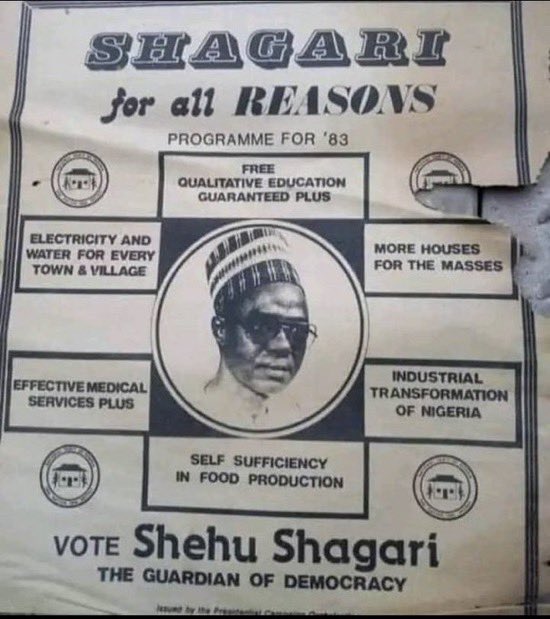 SHAGARI
for all REASONS
PROGRAMME FOR '83
FREE
QUALITATIVE EDUCATION
GUARANTEED PLUS
ELECTRICITY AND
WATER FOR EVERY
TOWN & VILLAGE
MORE HOUSES
FOR THE MASSES
EFFECTIVE MEDICAL
SERVICES PLUS
INDUSTRIAL
TRANSFORMATION
OF NIGERIA
SELF SUFFICIENCY
IN FOOD PRODUCTION
VOTE Shehu Shagari
THE GUARDIAN OF DEMOCRACY
Issued by the Presidential Campaign